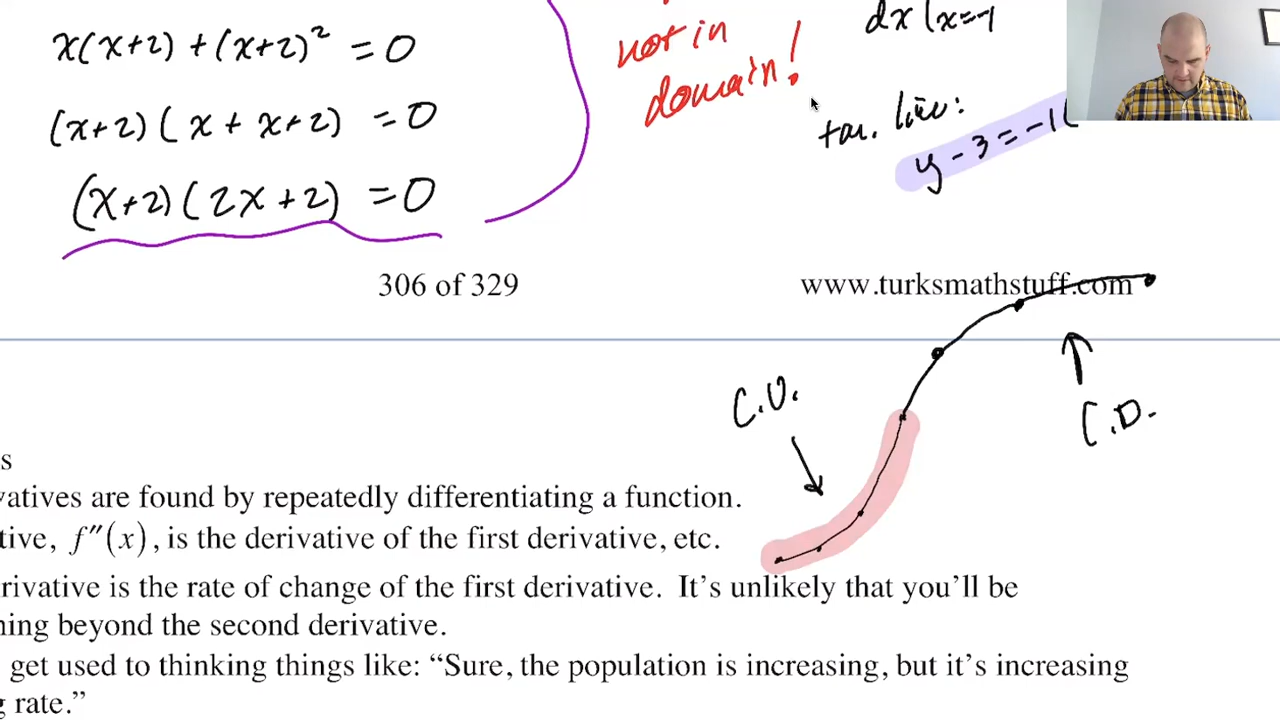 x(x+2) + (x+2)² = 0
(x+2)( x + x+2) = 0
(x+2)( 2x+2) = 0
not in
domain!
dx |x=-1
tan. line:
y - 3 = -1(
306 of 329
www.turksmathstuff.com
C.U.
C.D.
s
vatives are found by repeatedly differentiating a function.
tive, f″(x), is the derivative of the first derivative, etc.
rivative is the rate of change of the first derivative. It's unlikely that you'll be
ning beyond the second derivative.
get used to thinking things like: “Sure, the population is increasing, but it's increasing
g rate.”